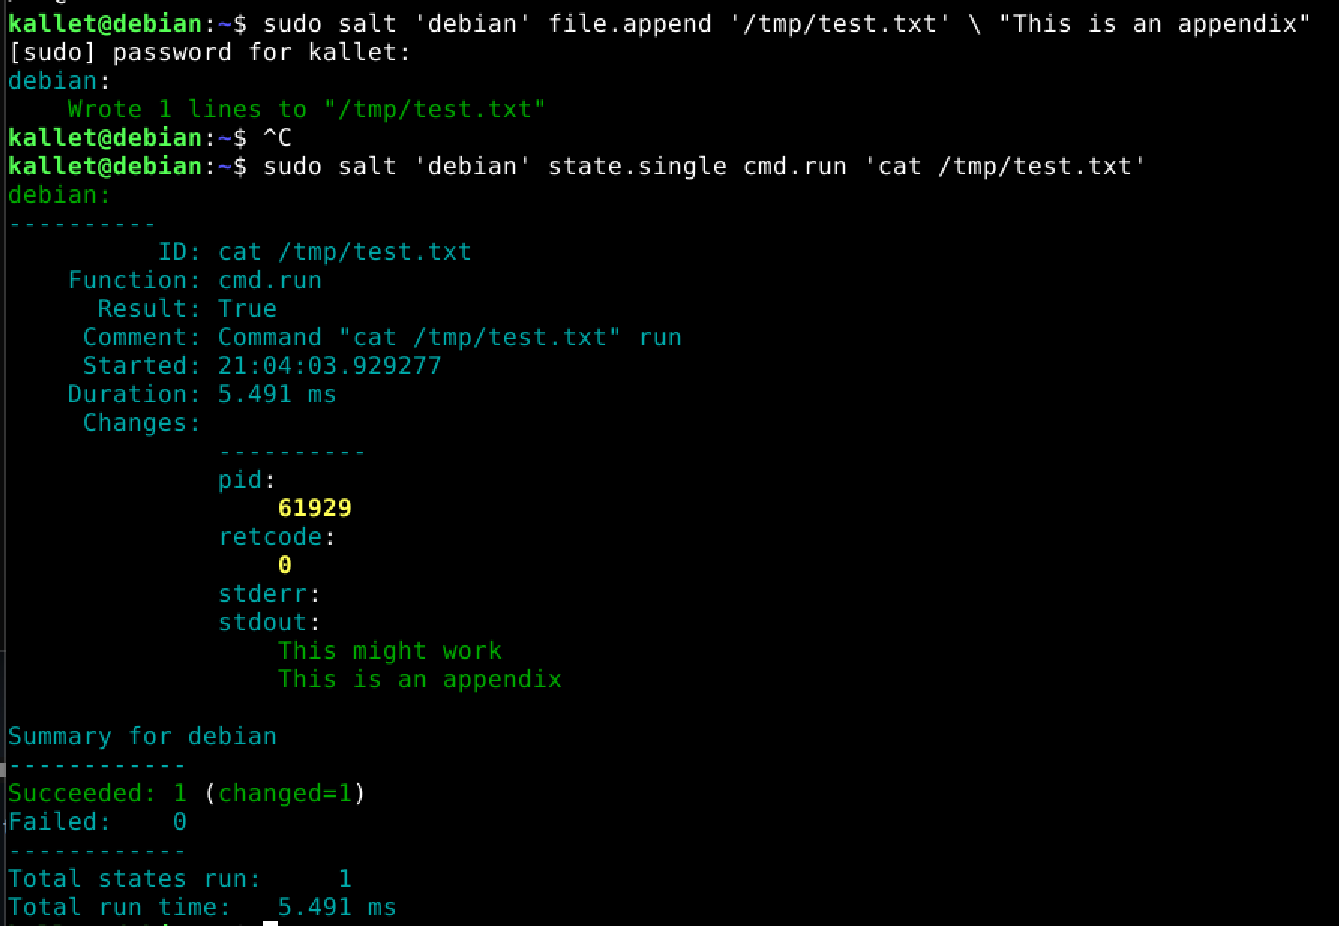 kallet@debian:~$ sudo salt 'debian' file.append '/tmp/test.txt' \ "This is an appendix"
[sudo] password for kallet:
debian:
    Wrote 1 lines to "/tmp/test.txt"
kallet@debian:~$ ^C
kallet@debian:~$ sudo salt 'debian' state.single cmd.run 'cat /tmp/test.txt'
debian:
----------
          ID: cat /tmp/test.txt
    Function: cmd.run
      Result: True
     Comment: Command "cat /tmp/test.txt" run
     Started: 21:04:03.929277
    Duration: 5.491 ms
     Changes:
              ----------
              pid:
                  61929
              retcode:
                  0
              stderr:
              stdout:
                  This might work
                  This is an appendix

Summary for debian
------------
Succeeded: 1 (changed=1)
Failed:    0
------------
Total states run:     1
Total run time:   5.491 ms